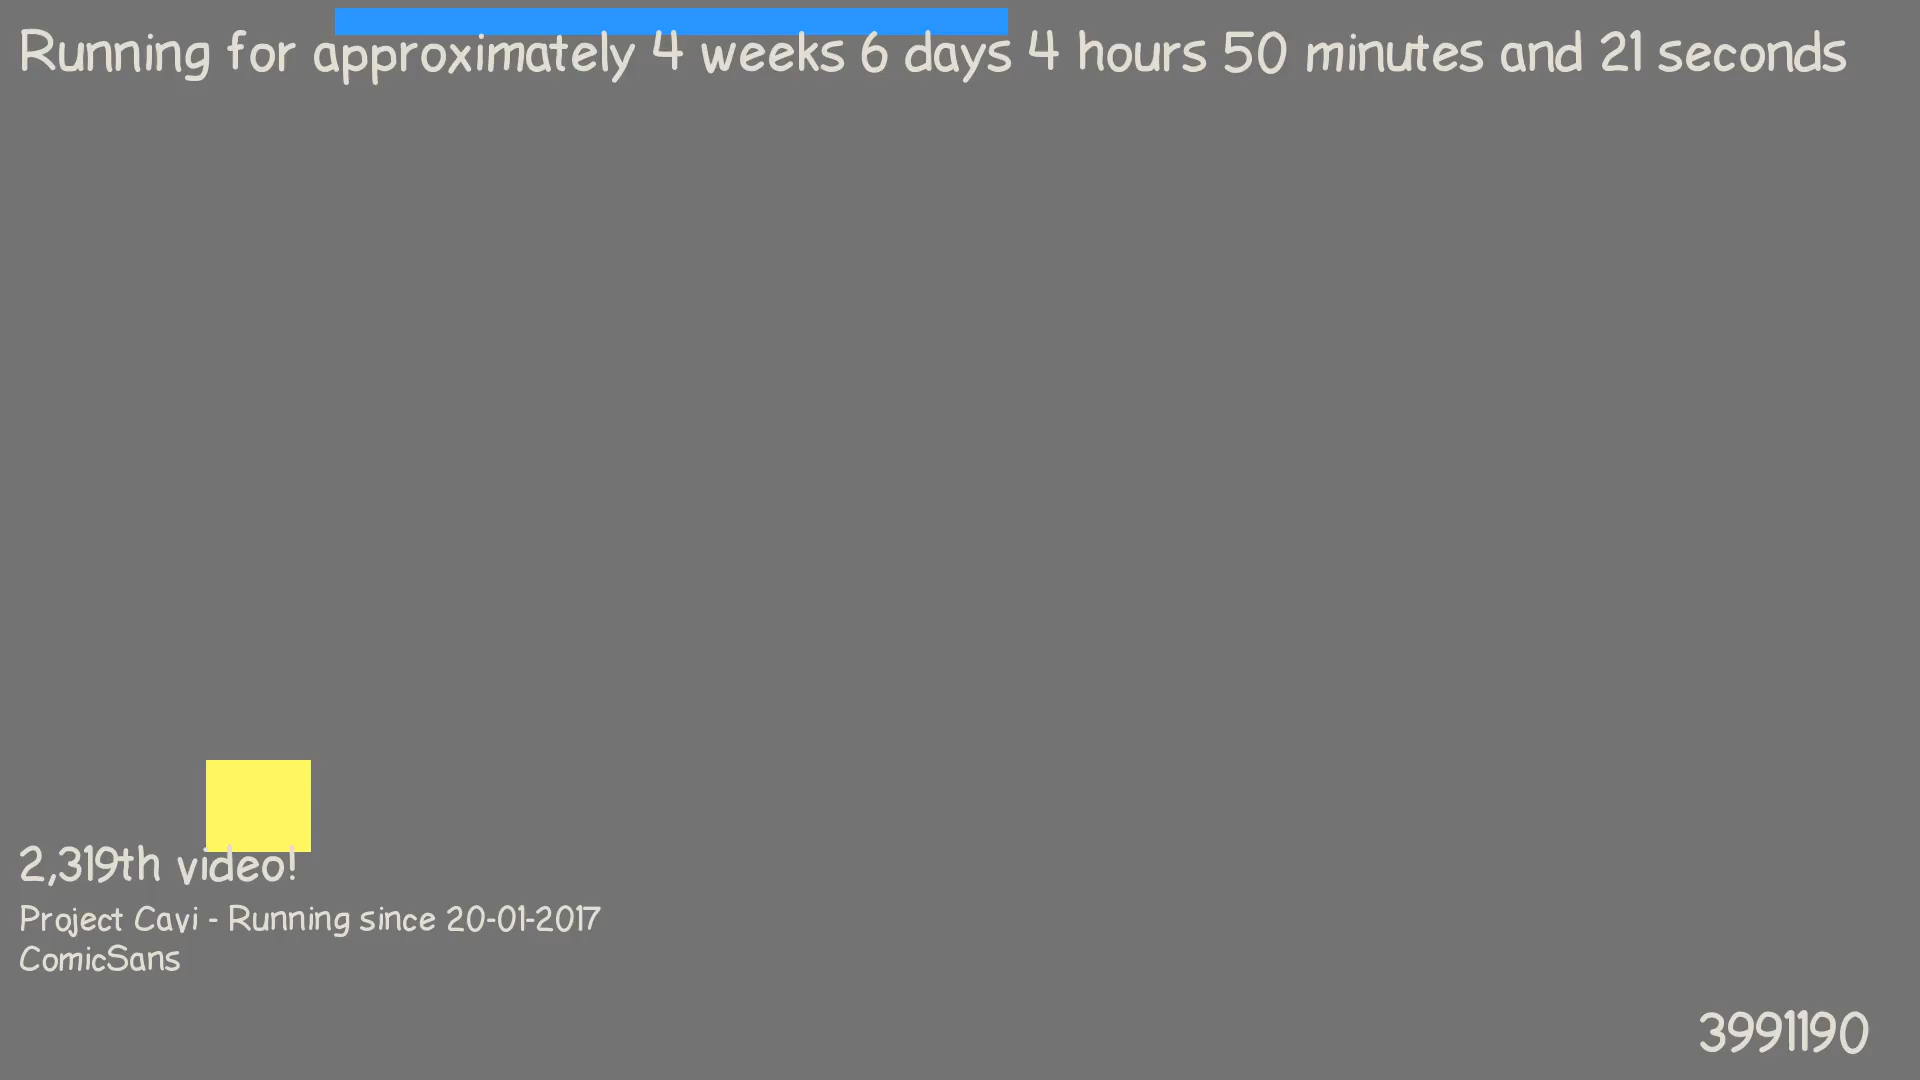 Running for approximately 4 weeks 6 days 4 hours 50 minutes and 21 seconds
2,319th video!
Project Cavi - Running since 20-01-2017
ComicSans
3991190